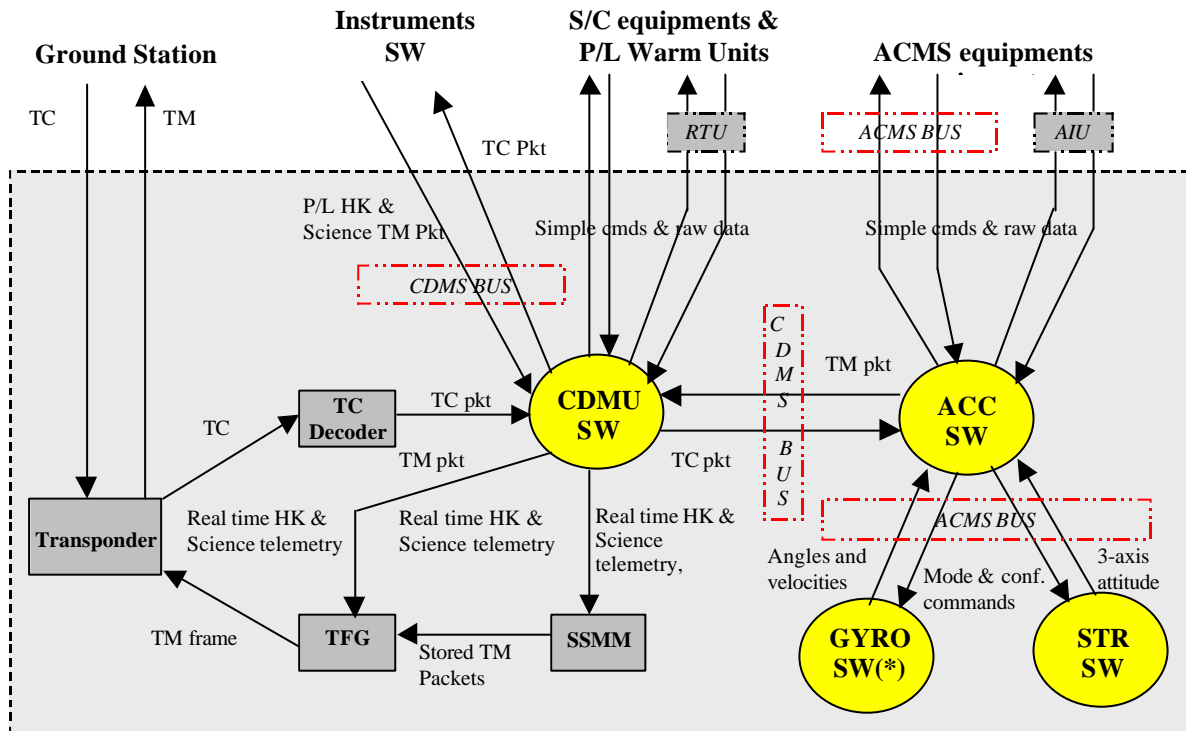 Instruments
SW
S/C equipments &
P/L Warm Units
Ground Station
ACMS equipments
TC
TM
TC Pkt
RTU
ACMS BUS
AIU
P/L HK &
Science TM Pkt
Simple cmds & raw data
Simple cmds & raw data
CDMS BUS
C
D
M
S
B
U
S
TM pkt
CDMU
SW
ACC
SW
TC
Decoder
TC pkt
TC
TM pkt
TC pkt
Transponder
Real time HK &
Science telemetry
Real time HK &
Science telemetry
Real time HK &
Science
telemetry,
ACMS BUS
Angles and
velocities
Mode & conf.
commands
3-axis
attitude
TM frame
TFG
Stored TM
Packets
SSMM
GYRO
SW(*)
STR
SW